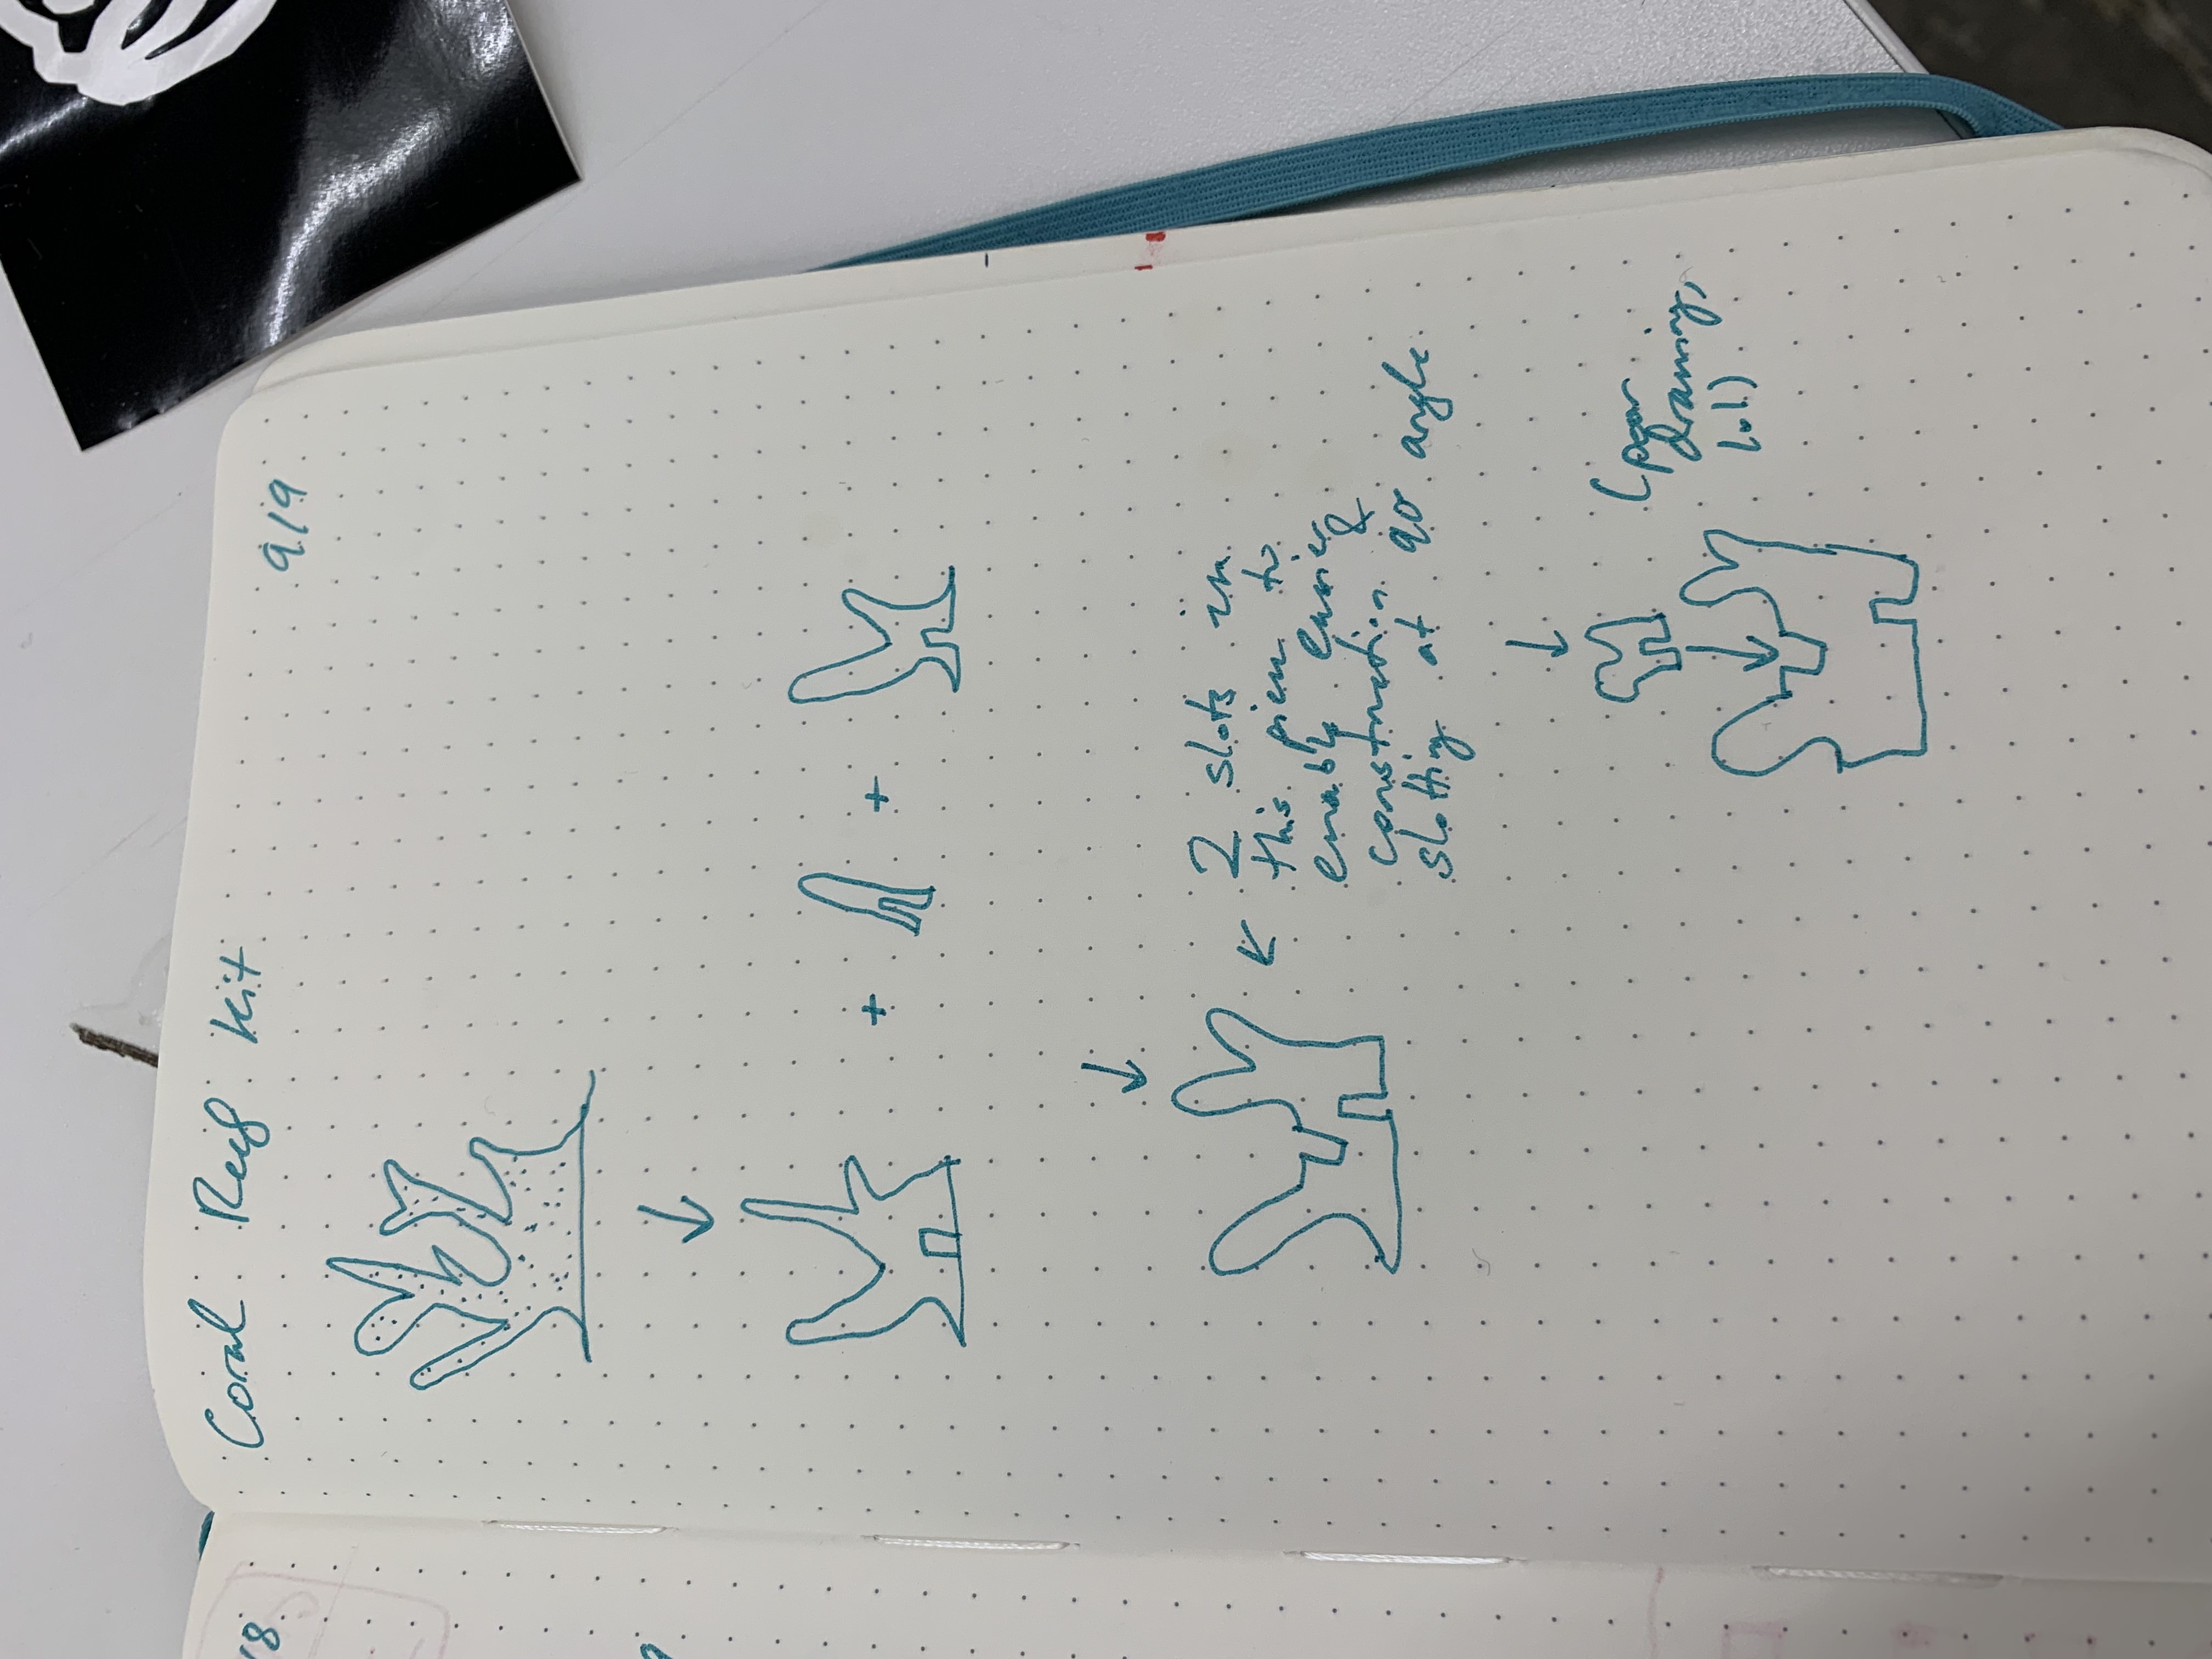 /8
Coral Reef Kit
9/9
+ +
2 slots in
this piece to
enable easier
construction &
slotting at 90° angle
(poor
drawing,
lol)